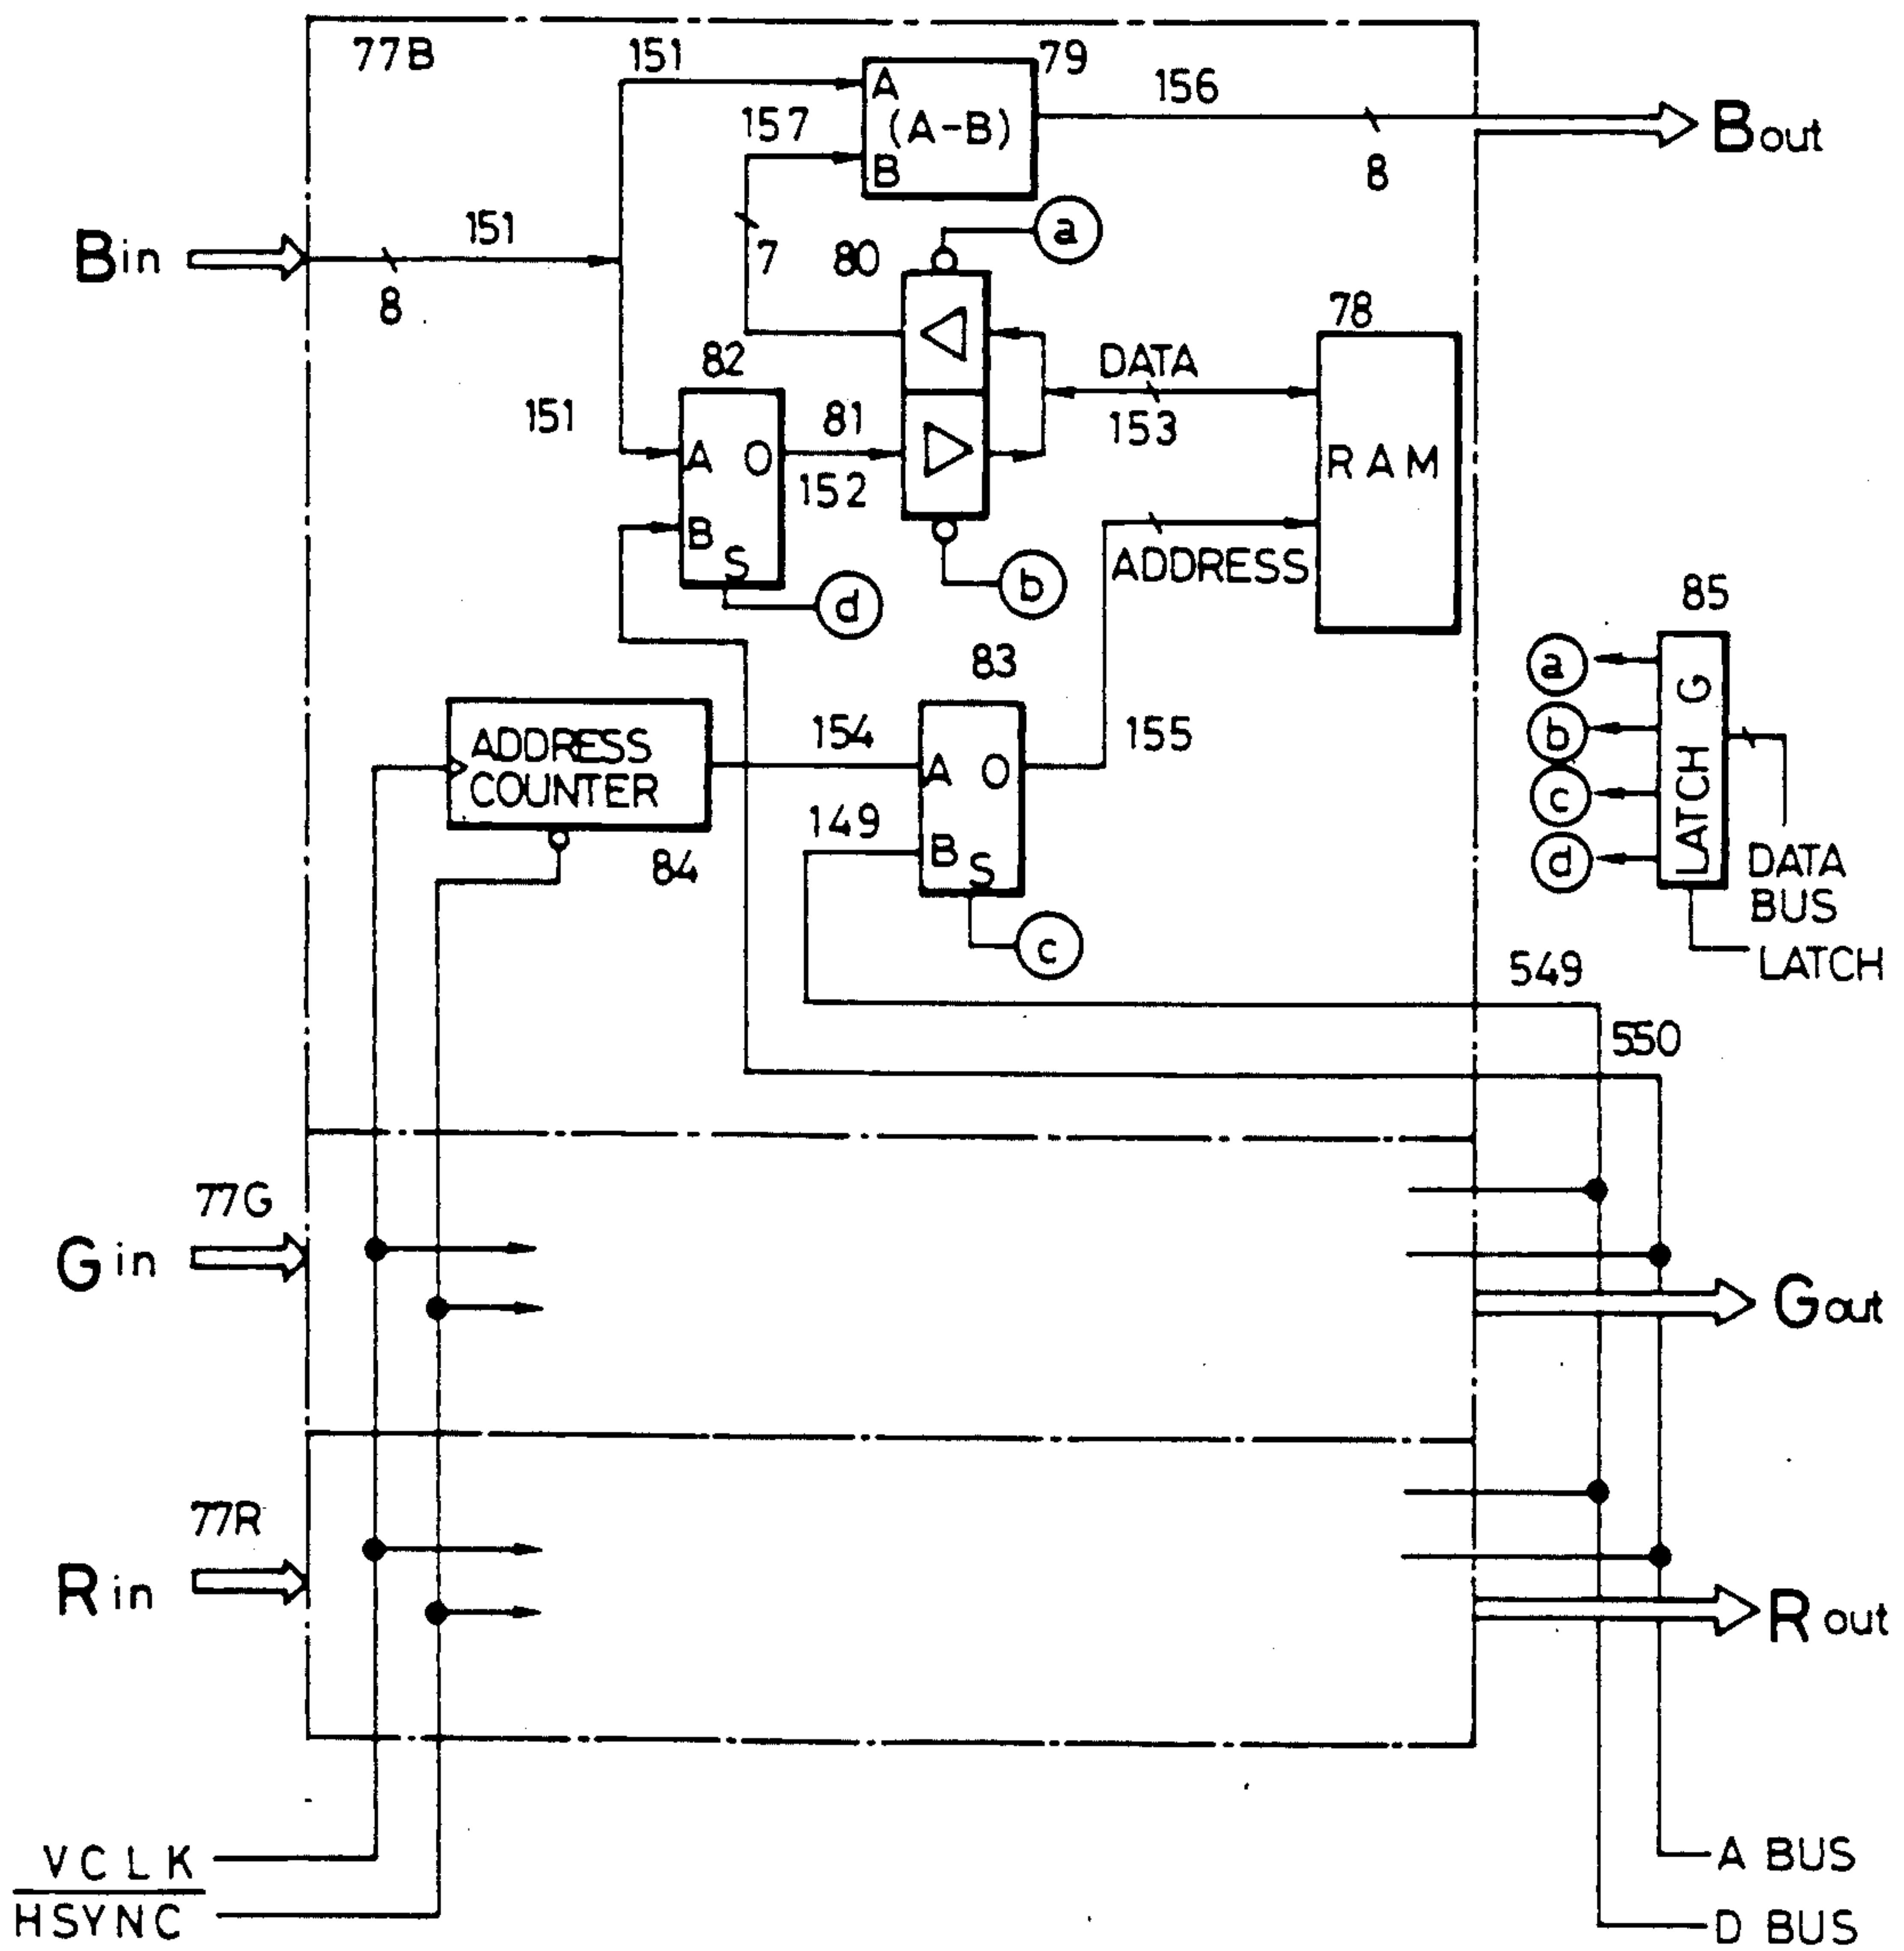 77B
151
79
156
A
(A-B)
B
157
Bout
8
Bin
151
8
7
80
a
78
82
DATA
151
81
A
O
153
RAM
152
B
S
ADDRESS
b
d
85
83
a
G
ADDRESS
COUNTER
154
A
O
155
b
149
c
LATCH
B
S
84
d
DATA
BUS
c
LATCH
549
550
77G
Gin
Gout
77R
Rin
Rout
VCLK
A BUS
HSYNC
D BUS